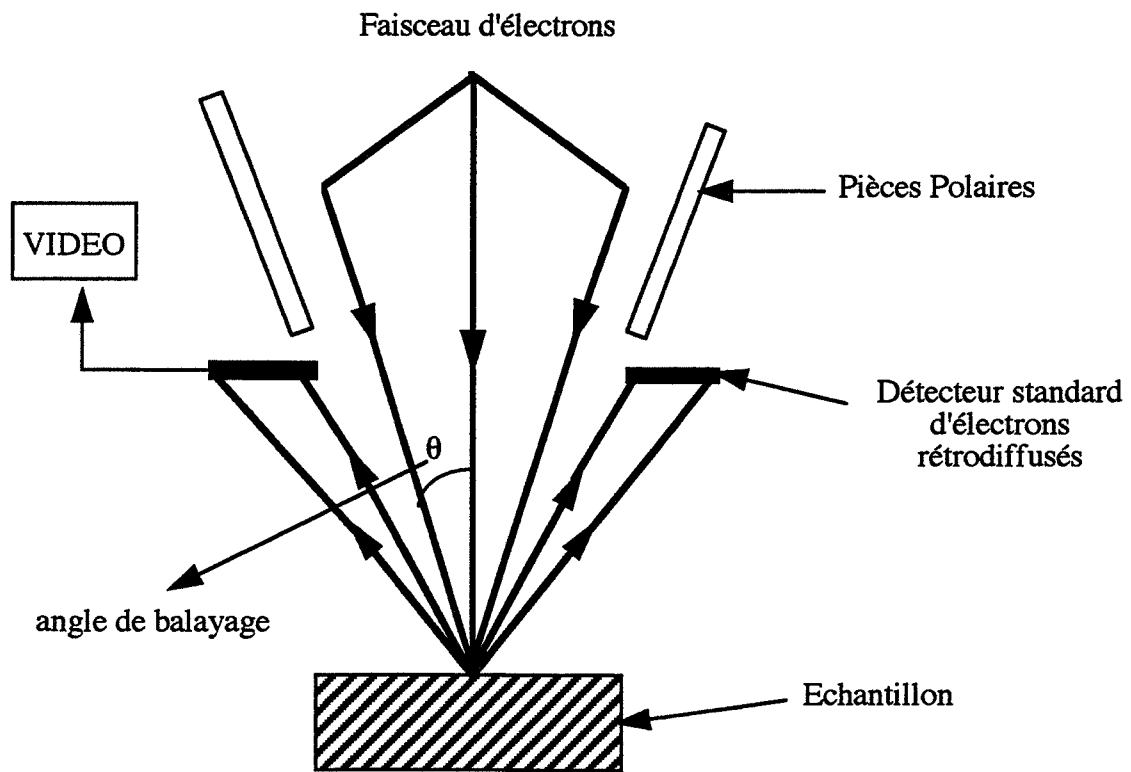 Faisceau d'électrons
Pièces Polaires
VIDEO
Détecteur standard
d'électrons
rétrodiffusés
θ
angle de balayage
Echantillon